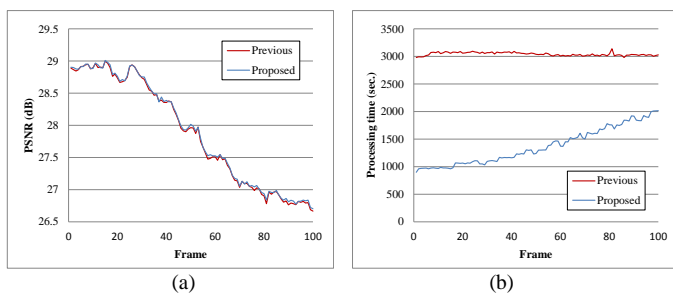 29.5
29
28.5
28
27.5
27
26.5
PSNR (dB)
0 20 40 60 80 100
Frame
Previous
Proposed
(a)
3500
3000
2500
2000
1500
1000
500
0
Processing time (sec.)
0 20 40 60 80 100
Frame
Previous
Proposed
(b)